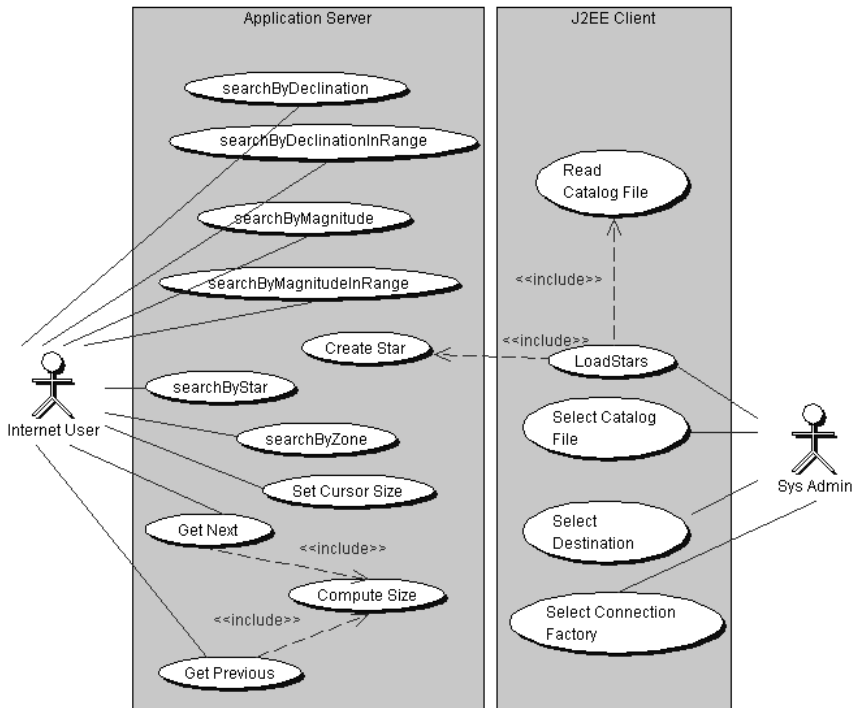 Application Server
J2EE Client
searchByDeclination
searchByDeclinationInRange
Read
Catalog File
searchByMagnitude
searchByMagnitudeInRange
<<include>>
<<include>>
Create Star
LoadStars
searchByStar
Internet User
Select Catalog
File
searchByZone
Sys Admin
Set Cursor Size
Get Next
Select
Destination
<<include>>
Compute Size
<<include>>
Select Connection
Factory
Get Previous